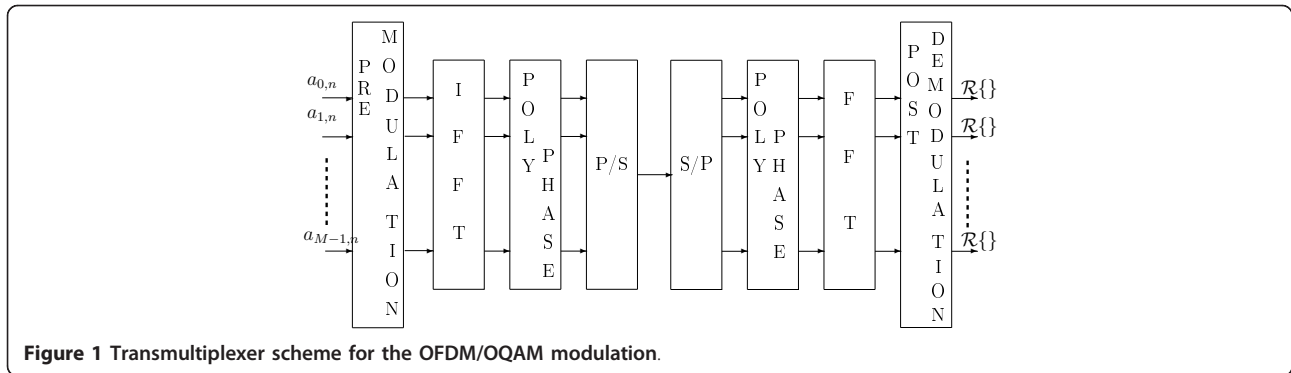 a_{0,n}
a_{1,n}
a_{M-1,n}
PRE
MODULATION
IFFT
POLY
PHASE
P/S
S/P
POLY
PHASE
FFT
POST
DEMODULATION
ℛ{}
ℛ{}
ℛ{}
Figure 1 Transmultiplexer scheme for the OFDM/OQAM modulation.